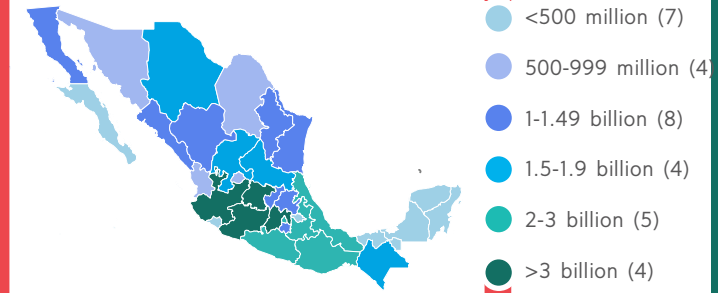 <500 million (7)
500-999 million (4)
1-1.49 billion (8)
1.5-1.9 billion (4)
2-3 billion (5)
>3 billion (4)